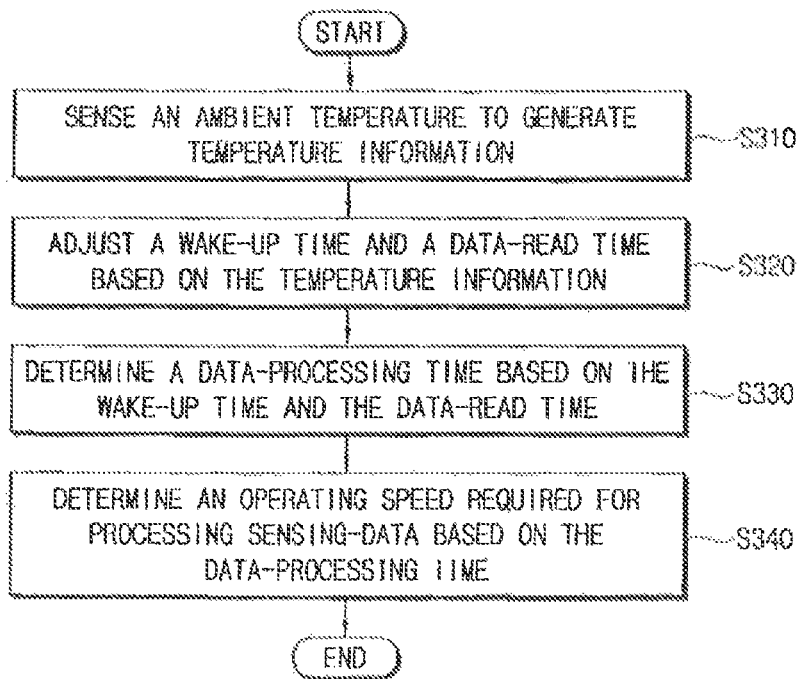 START
SENSE AN AMBIENT TEMPERATURE TO GENERATE
TEMPERATURE INFORMATION
S310
ADJUST A WAKE-UP TIME AND A DATA-READ TIME
BASED ON THE TEMPERATURE INFORMATION
S320
DETERMINE A DATA-PROCESSING TIME BASED ON THE
WAKE-UP TIME AND THE DATA-READ TIME
S330
DETERMINE AN OPERATING SPEED REQUIRED FOR
PROCESSING SENSING-DATA BASED ON THE
DATA-PROCESSING TIME
S340
END